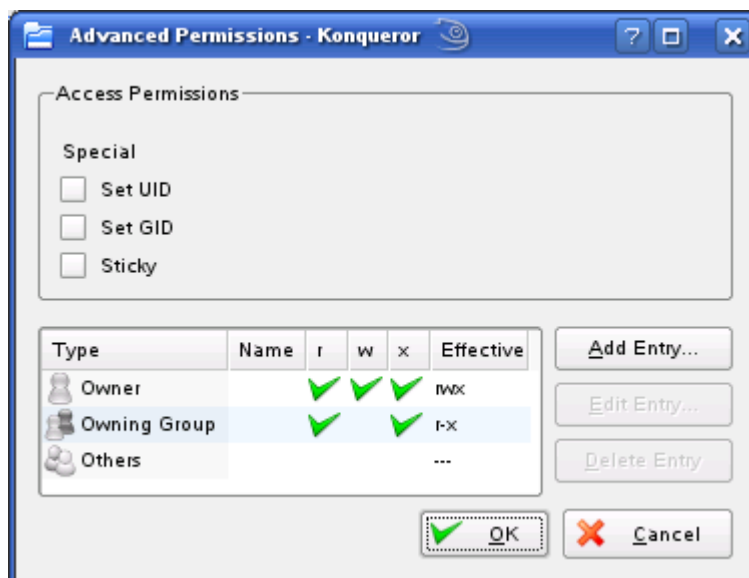 Advanced Permissions - Konqueror
Access Permissions
Special
Set UID
Set GID
Sticky
Type Name r w x Effective
Owner rwx
Owning Group r-x
Others ---
Add Entry...
Edit Entry...
Delete Entry
OK
Cancel